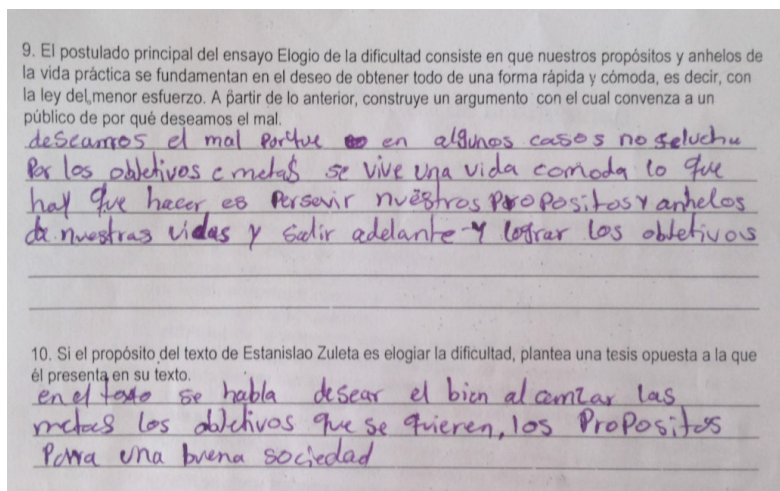 9. El postulado principal del ensayo Elogio de la dificultad consiste en que nuestros propósitos y anhelos de
la vida práctica se fundamentan en el deseo de obtener todo de una forma rápida y cómoda, es decir, con
la ley del menor esfuerzo. A partir de lo anterior, construye un argumento con el cual convenza a un
público de por qué deseamos el mal.
deseamos el mal porque en algunos casos no se lucha
Por los objetivos o metas se vive una vida comoda lo que
hay que hacer es Persevir nuestros propositos y anhelos
de nuestras vidas y salir adelante y lograr los objetivos
10. Si el propósito del texto de Estanislao Zuleta es elogiar la dificultad, plantea una tesis opuesta a la que
él presenta en su texto.
en el texto se habla desear el bien alcanzar las
metas los objetivos que se quieren, los Propositos
Para una buena sociedad